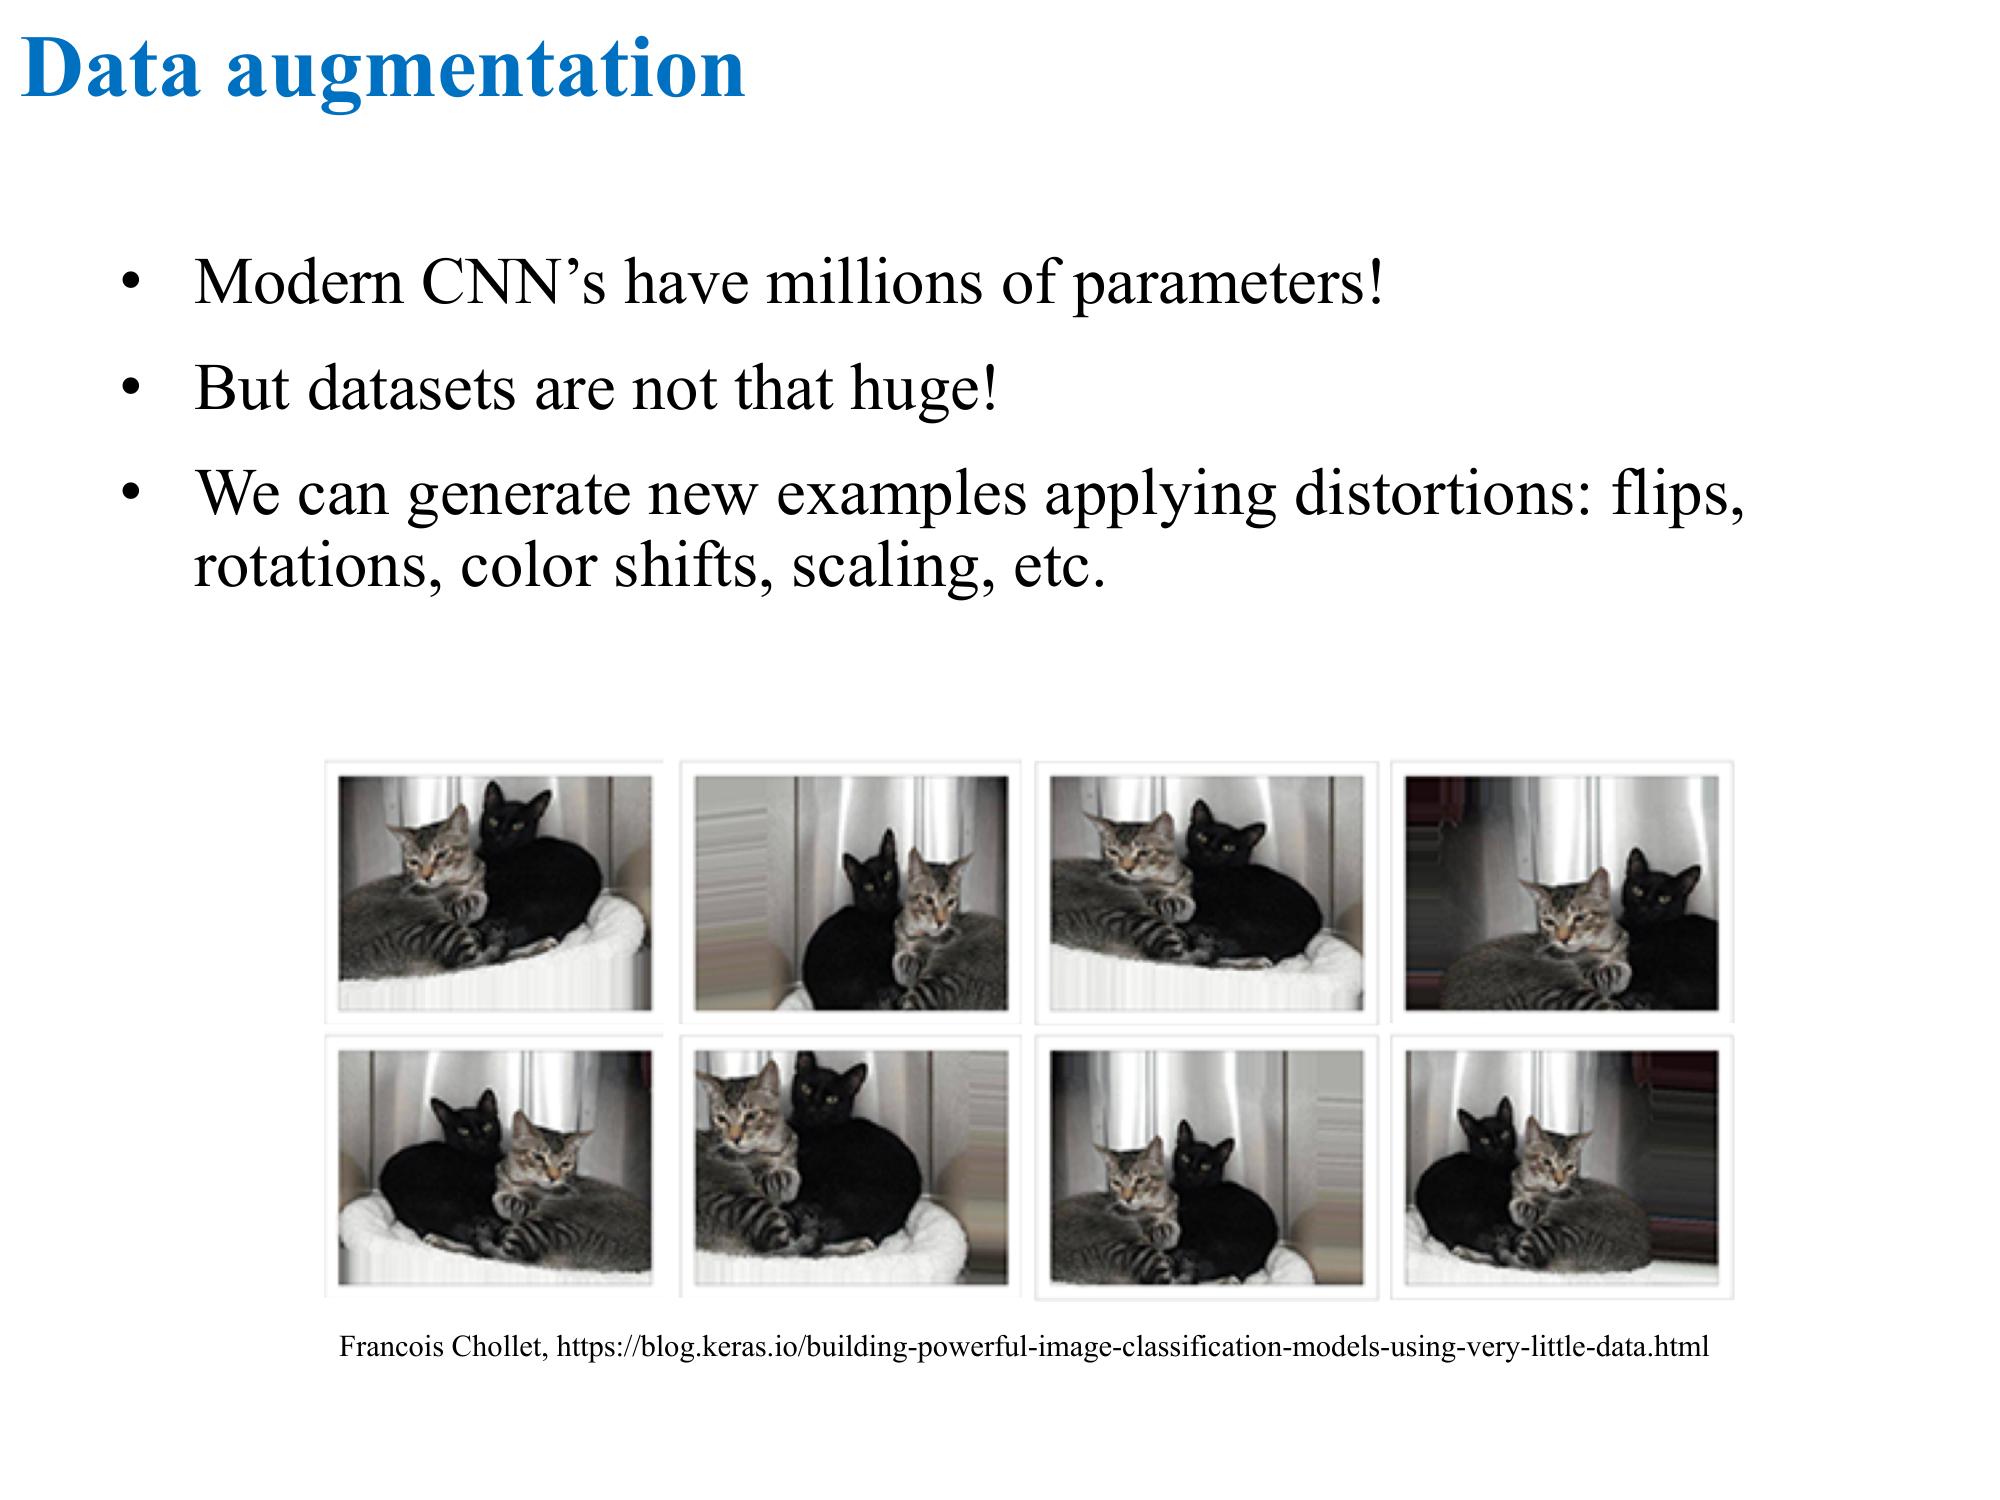 Data augmentation
• Modern CNN’s have millions of parameters!
• But datasets are not that huge!
• We can generate new examples applying distortions: flips,
rotations, color shifts, scaling, etc.
Francois Chollet, https://blog.keras.io/building-powerful-image-classification-models-using-very-little-data.html